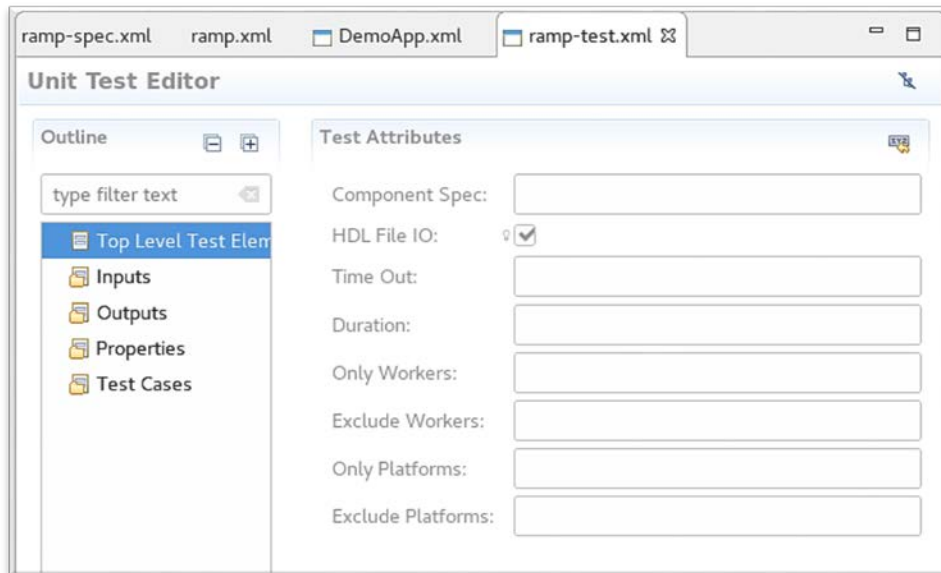 ramp-spec.xml ramp.xml DemoApp.xml ramp-test.xml
Unit Test Editor
Outline
type filter text
Top Level Test Elem
Inputs
Outputs
Properties
Test Cases
Test Attributes
Component Spec:
HDL File IO:
Time Out:
Duration:
Only Workers:
Exclude Workers:
Only Platforms:
Exclude Platforms: